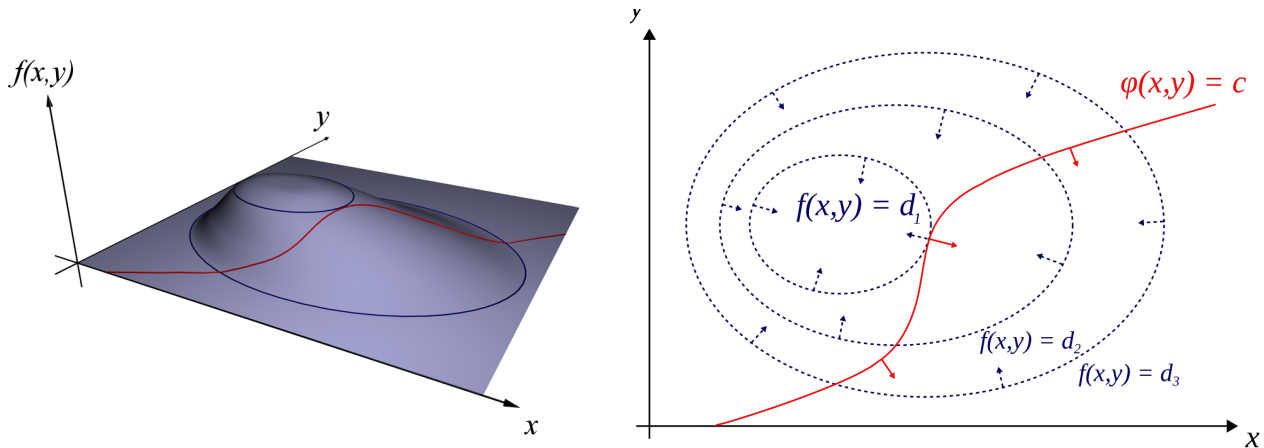 f(x,y)
y
x
y
φ(x,y) = c
f(x,y) = d₁
f(x,y) = d₂
f(x,y) = d₃
x